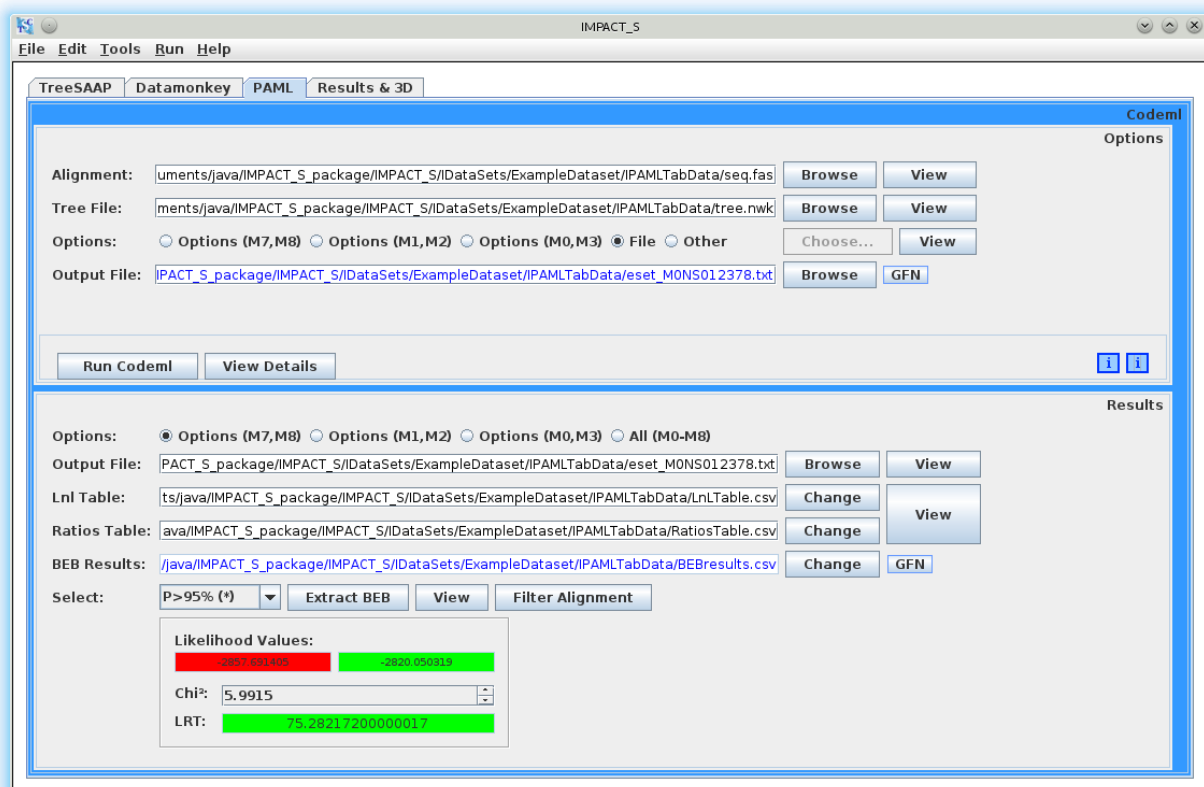 IMPACT_S
File Edit Tools Run Help
TreeSAAP Datamonkey PAML Results & 3D
Codeml
Options
Alignment: uments/java/IMPACT_S_package/IMPACT_S/IDataSets/ExampleDataset/IPAMLTabData/seq.fas Browse View
Tree File: ments/java/IMPACT_S_package/IMPACT_S/IDataSets/ExampleDataset/IPAMLTabData/tree.nwk Browse View
Options: Options (M7,M8) Options (M1,M2) Options (M0,M3) File Other Choose... View
Output File: IPACT_S_package/IMPACT_S/IDataSets/ExampleDataset/IPAMLTabData/eset_M0NS012378.txt Browse GFN
Run Codeml View Details i i
Results
Options: Options (M7,M8) Options (M1,M2) Options (M0,M3) All (M0-M8)
Output File: PACT_S_package/IMPACT_S/IDataSets/ExampleDataset/IPAMLTabData/eset_M0NS012378.txt Browse View
Lnl Table: ts/java/IMPACT_S_package/IMPACT_S/IDataSets/ExampleDataset/IPAMLTabData/LnLTable.csv Change View
Ratios Table: ava/IMPACT_S_package/IMPACT_S/IDataSets/ExampleDataset/IPAMLTabData/RatiosTable.csv Change
BEB Results: /java/IMPACT_S_package/IMPACT_S/IDataSets/ExampleDataset/IPAMLTabData/BEBresults.csv Change GFN
Select: P>95% (*) Extract BEB View Filter Alignment
Likelihood Values:
-2857.691405 -2820.050319
Chi²: 5.9915
LRT: 75.28217200000017